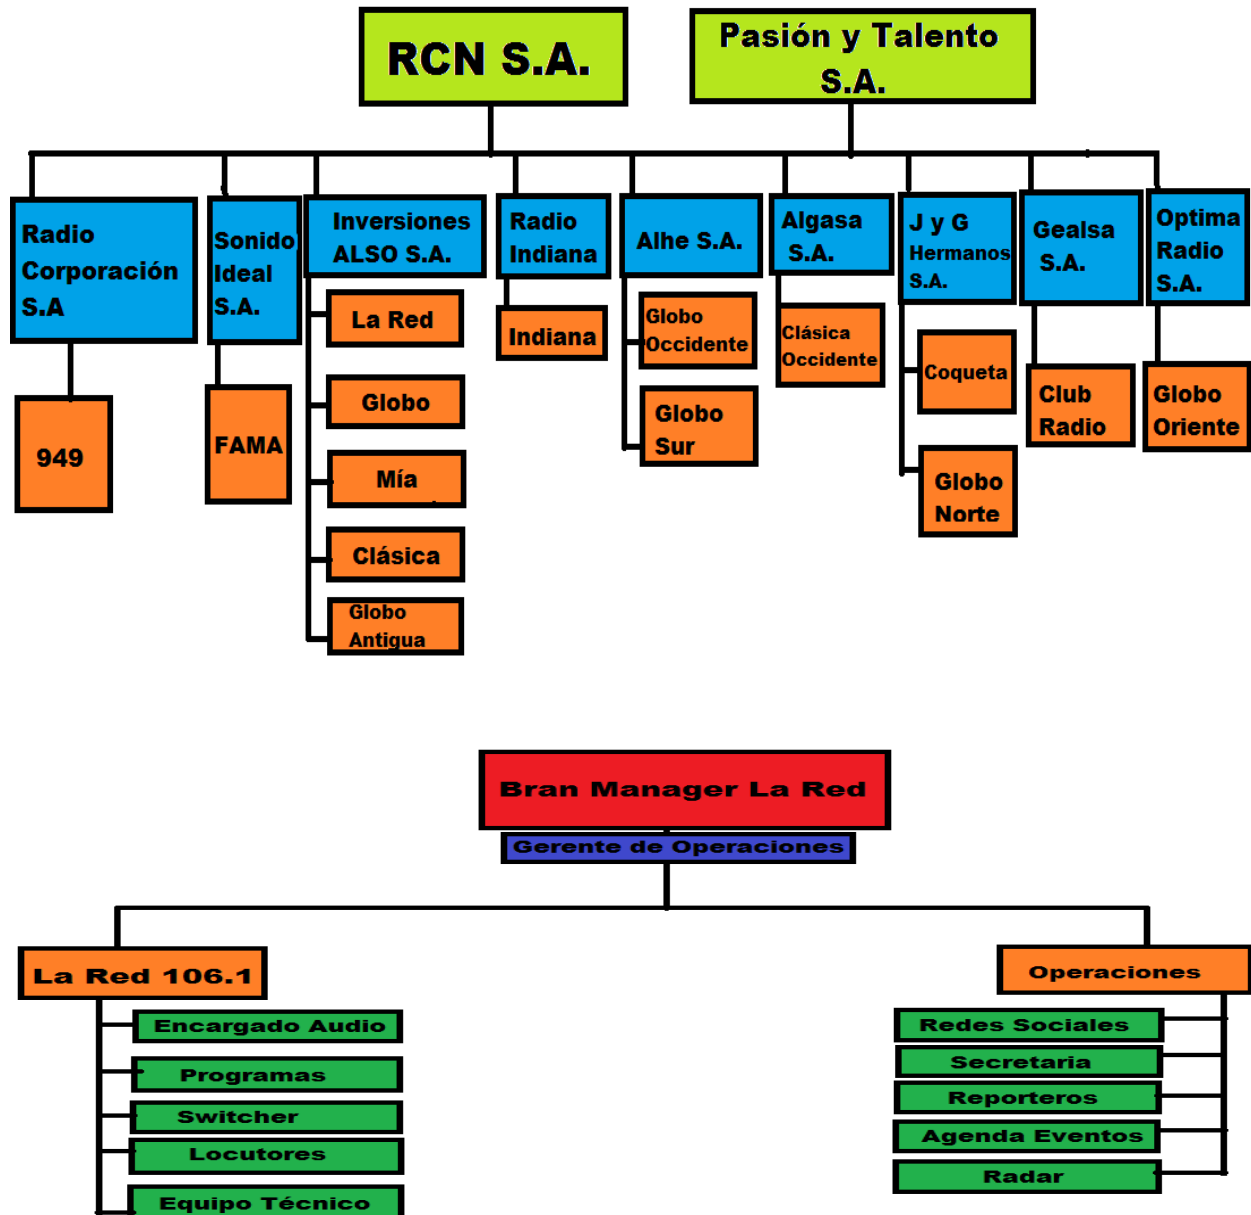 RCN S.A.
Pasión y Talento
S.A.
Radio
Corporación
S.A
Sonido
Ideal
S.A.
Inversiones
ALSO S.A.
Radio
Indiana
Alhe S.A.
Algasa
S.A.
J y G
Hermanos
S.A.
Gealsa
S.A.
Optima
Radio
S.A.
949
FAMA
La Red
Globo
Mía
Clásica
Globo
Antigua
Indiana
Globo
Occidente
Globo
Sur
Clásica
Occidente
Coqueta
Globo
Norte
Club
Radio
Globo
Oriente
Bran Manager La Red
Gerente de Operaciones
La Red 106.1
Encargado Audio
Programas
Switcher
Locutores
Equipo Técnico
Operaciones
Redes Sociales
Secretaria
Reporteros
Agenda Eventos
Radar